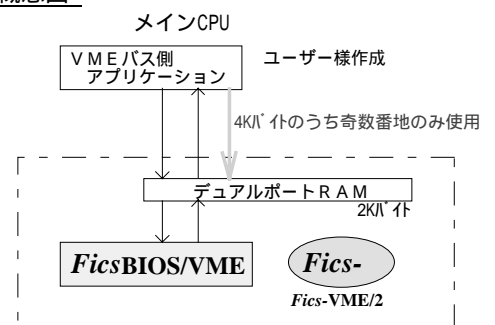 メインCPU
VMEバス側
アプリケーション
ユーザー様作成
4Kバイトのうち奇数番地のみ使用
デュアルポートRAM
2Kバイト
FicsBIOS/VME
Fics-
Fics-VME/2